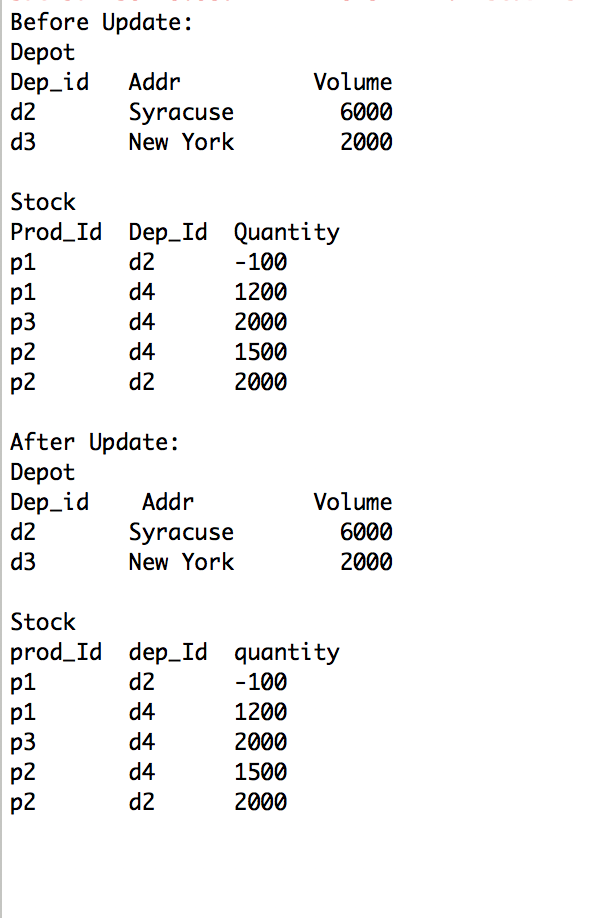 Before Update:
Depot
Dep_id   Addr          Volume
d2       Syracuse        6000
d3       New York        2000

Stock
Prod_Id  Dep_Id  Quantity
p1       d2      -100
p1       d4      1200
p3       d4      2000
p2       d4      1500
p2       d2      2000

After Update:
Depot
Dep_id    Addr         Volume
d2       Syracuse        6000
d3       New York        2000

Stock
prod_Id  dep_Id  quantity
p1       d2      -100
p1       d4      1200
p3       d4      2000
p2       d4      1500
p2       d2      2000